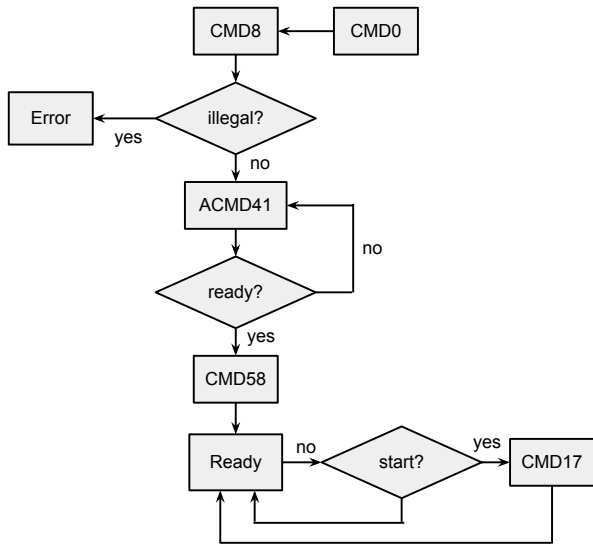 CMD8
CMD0
Error
illegal?
yes
no
ACMD41
no
ready?
yes
CMD58
Ready
no
start?
yes
CMD17